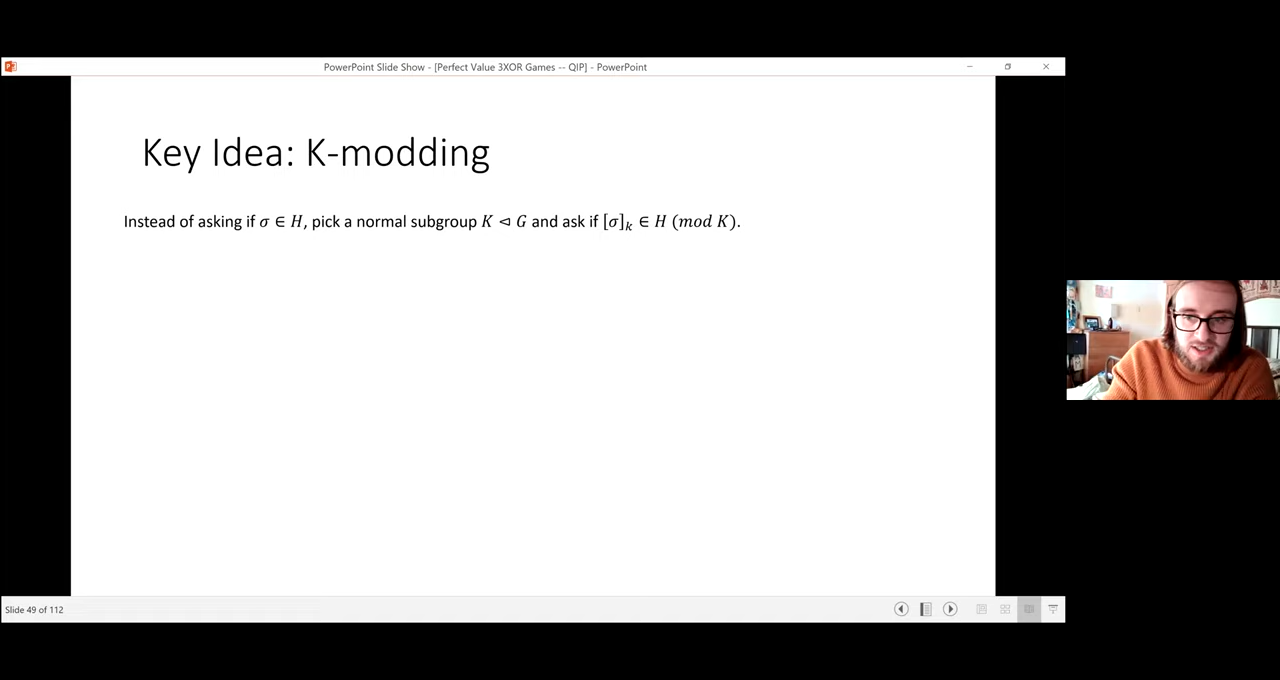 PowerPoint Slide Show - [Perfect Value 3XOR Games -- QIP] - PowerPoint
Key Idea: K-modding
Instead of asking if σ ∈ H, pick a normal subgroup K ⊲ G and ask if [σ]ₖ ∈ H (mod K).
Slide 49 of 112